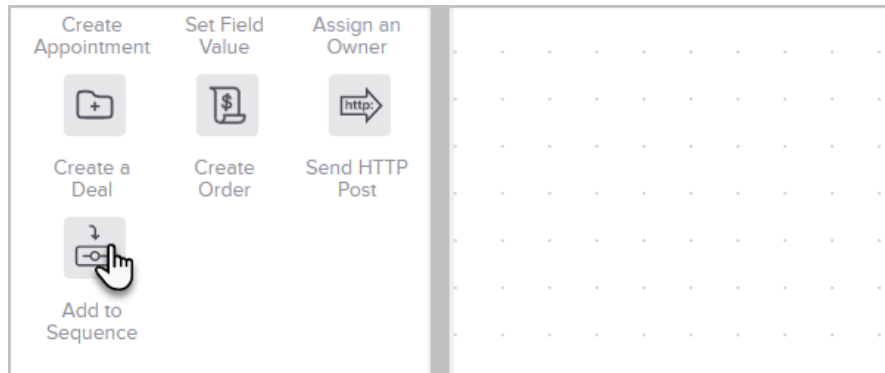 Create Appointment
Set Field Value
Assign an Owner
$
http:
Create a Deal
Create Order
Send HTTP Post
Add to Sequence